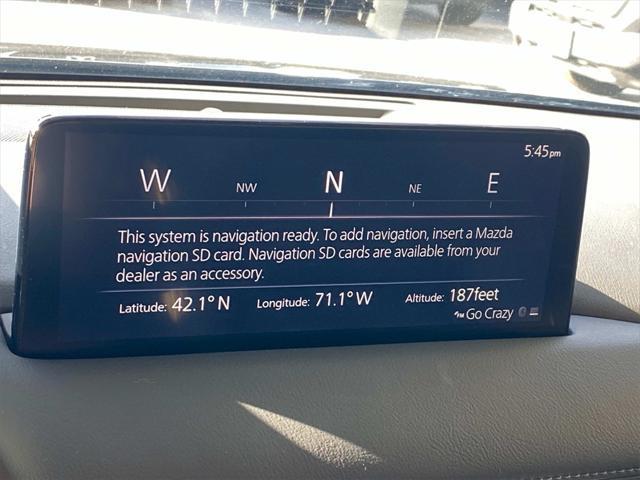 5:45pm
W NW N NE E
This system is navigation ready. To add navigation, insert a Mazda
navigation SD card. Navigation SD cards are available from your
dealer as an accessory.
Latitude: 42.1° N Longitude: 71.1° W Altitude: 187feet
FM Go Crazy